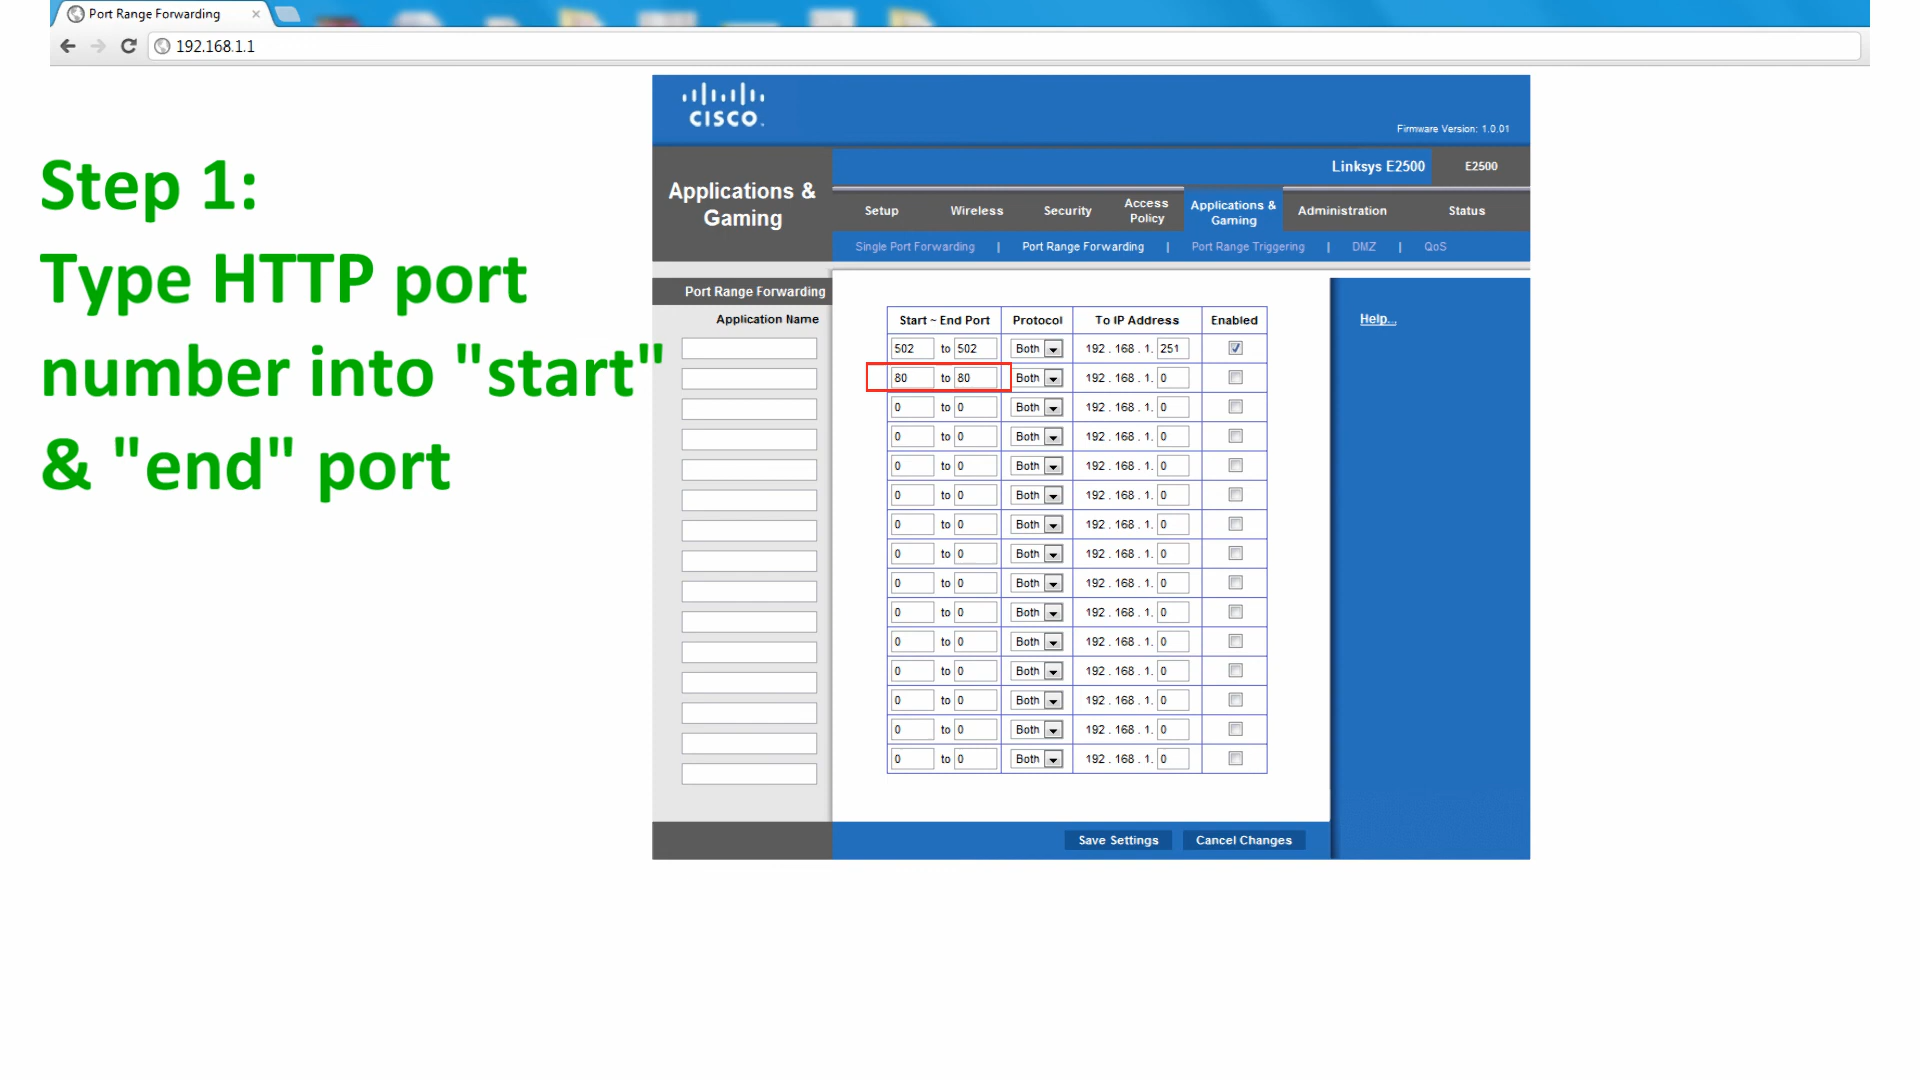 Port Range Forwarding
192.168.1.1
CISCO.
Firmware Version: 1.0.01
Step 1:
Type HTTP port
number into "start"
& "end" port
Linksys E2500 E2500
Applications &
Gaming
Setup Wireless Security Access Policy Applications & Gaming Administration Status
Single Port Forwarding | Port Range Forwarding | Port Range Triggering | DMZ | QoS
Port Range Forwarding
Application Name
Start ~ End Port Protocol To IP Address Enabled
Help...
502 to 502 Both 192 . 168 . 1. 251
80 to 80 Both 192 . 168 . 1. 0
0 to 0 Both 192 . 168 . 1. 0
0 to 0 Both 192 . 168 . 1. 0
0 to 0 Both 192 . 168 . 1. 0
0 to 0 Both 192 . 168 . 1. 0
0 to 0 Both 192 . 168 . 1. 0
0 to 0 Both 192 . 168 . 1. 0
0 to 0 Both 192 . 168 . 1. 0
0 to 0 Both 192 . 168 . 1. 0
0 to 0 Both 192 . 168 . 1. 0
0 to 0 Both 192 . 168 . 1. 0
0 to 0 Both 192 . 168 . 1. 0
0 to 0 Both 192 . 168 . 1. 0
0 to 0 Both 192 . 168 . 1. 0
Save Settings Cancel Changes